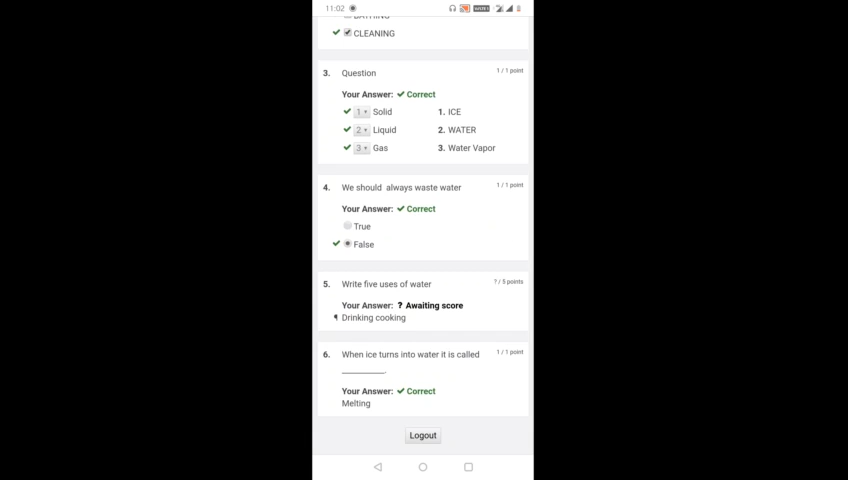 11:02
BATHING
CLEANING
3. Question 1 / 1 point
Your Answer: Correct
1 Solid 1. ICE
2 Liquid 2. WATER
3 Gas 3. Water Vapor
4. We should always waste water 1 / 1 point
Your Answer: Correct
True
False
5. Write five uses of water ? / 5 points
Your Answer: ? Awaiting score
Drinking cooking
6. When ice turns into water it is called 1 / 1 point
_________.
Your Answer: Correct
Melting
Logout